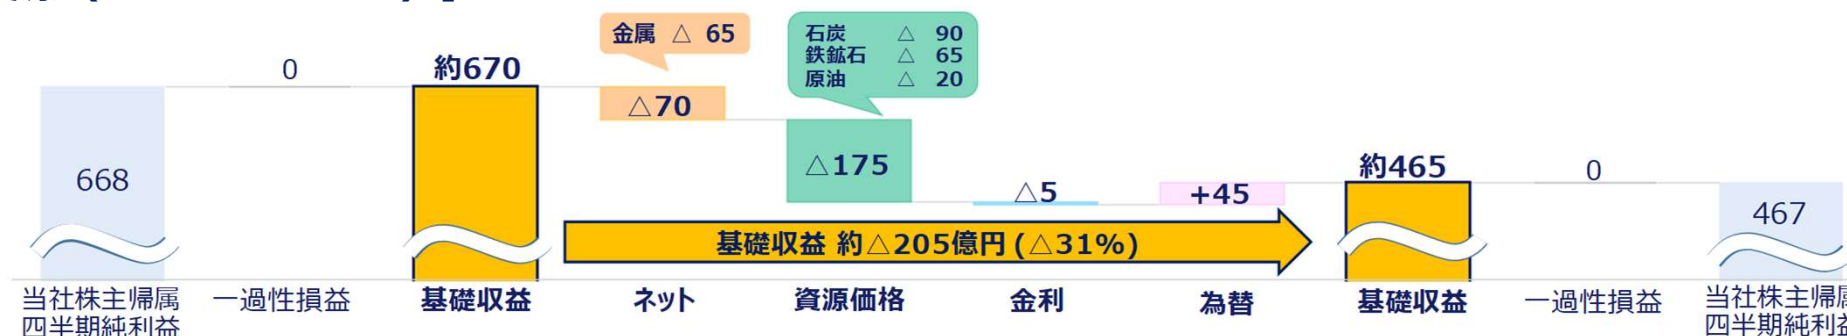 金属 △ 65
石炭 △ 90
鉄鉱石 △ 65
原油 △ 20
668
0
約670
△70
△175
△5
+45
約465
0
467
基礎収益 約△205億円 (△31%)
当社株主帰属
四半期純利益
一過性損益
基礎収益
ネット
資源価格
金利
為替
基礎収益
一過性損益
当社株主帰属
四半期純利益